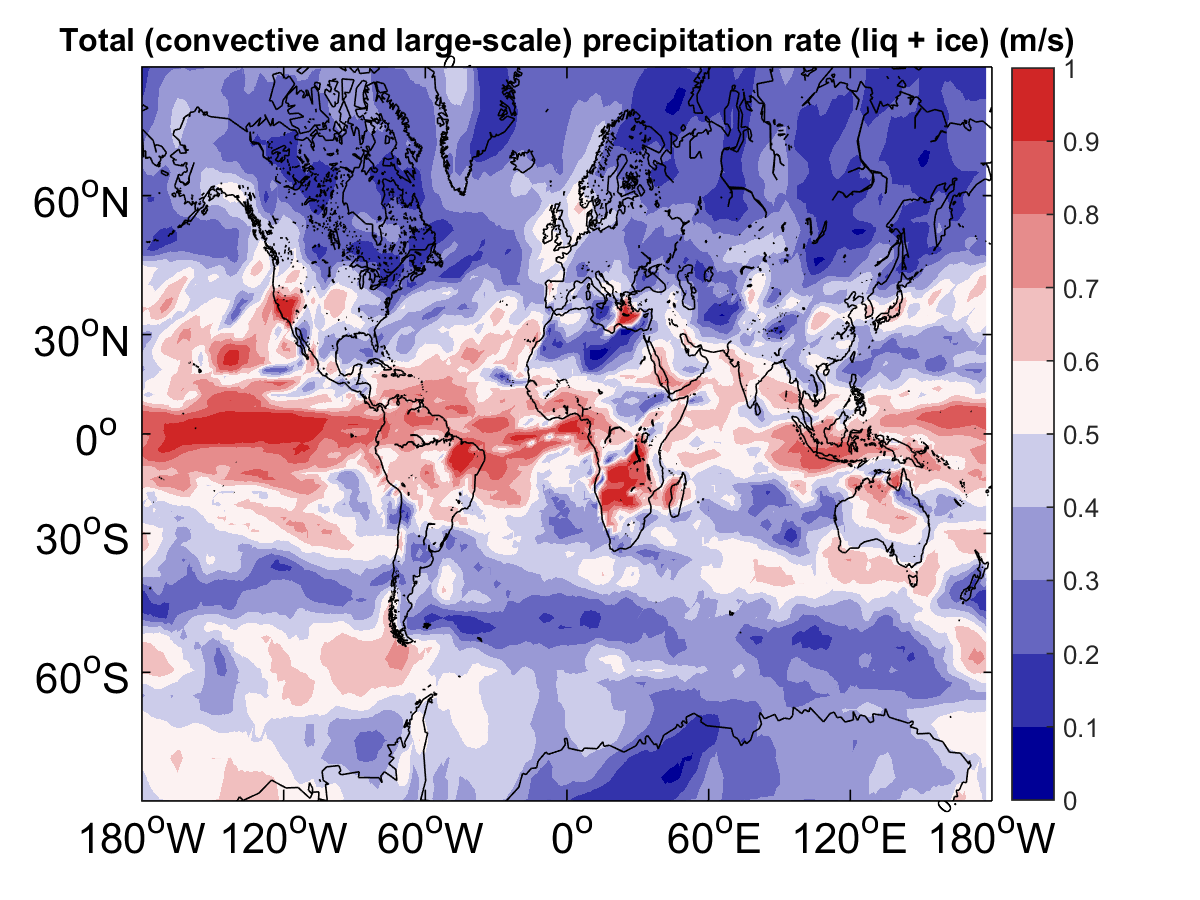 Total (convective and large-scale) precipitation rate (liq + ice) (m/s)
60°N
30°N
0°
30°S
60°S
180°W 120°W 60°W 0° 60°E 120°E 180°W
1
0.9
0.8
0.7
0.6
0.5
0.4
0.3
0.2
0.1
0